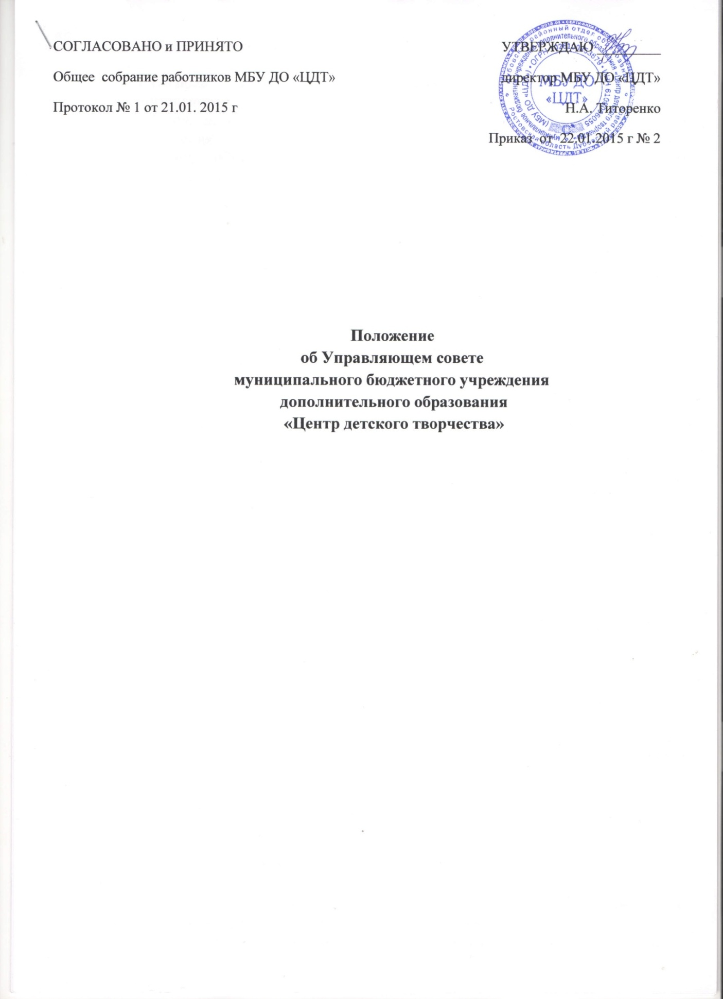 СОГЛАСОВАНО и ПРИНЯТО
Общее собрание работников МБУ ДО «ЦДТ»
Протокол № 1 от 21.01. 2015 г
УТВЕРЖДАЮ
директор МБУ ДО «ЦДТ»
Н.А. Титоренко
Приказ от 22.01.2015 г № 2
МБУ ДО
«ЦДТ»
Положение
об Управляющем совете
муниципального бюджетного учреждения
дополнительного образования
«Центр детского творчества»